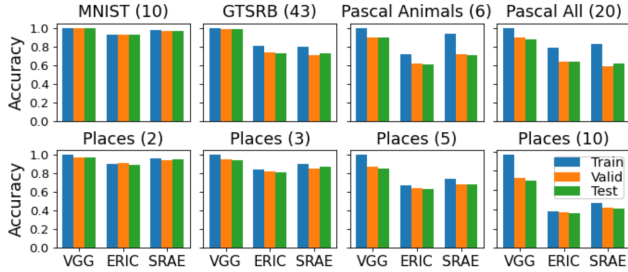 MNIST (10) GTSRB (43) Pascal Animals (6) Pascal All (20)
Accuracy
1.0
0.8
0.6
0.4
0.2
0.0
Places (2) Places (3) Places (5) Places (10)
Accuracy
1.0
0.8
0.6
0.4
0.2
0.0
Train
Valid
Test
VGG ERIC SRAE VGG ERIC SRAE VGG ERIC SRAE VGG ERIC SRAE